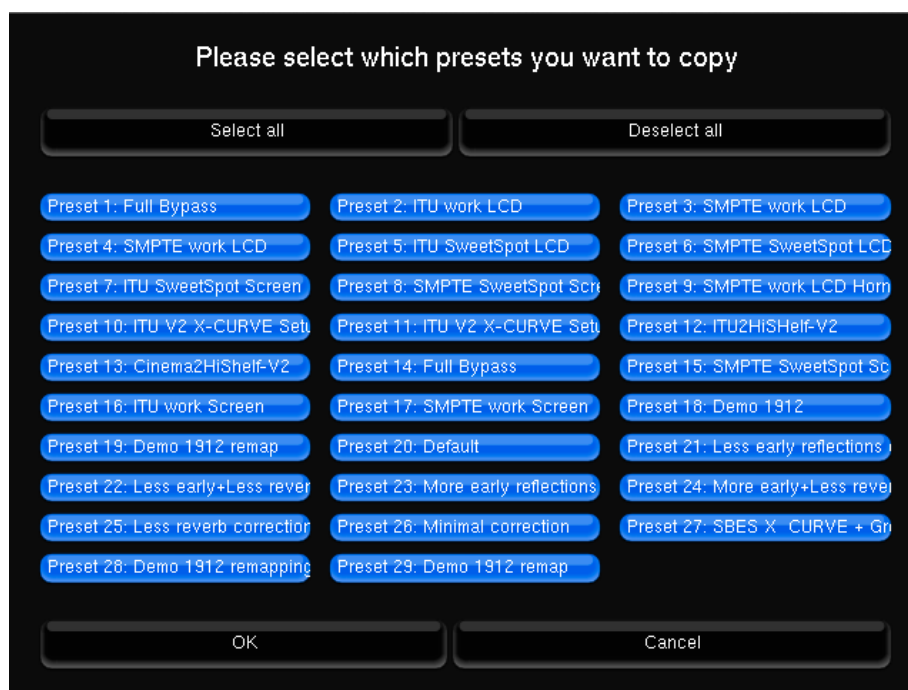 Please select which presets you want to copy
Select all
Deselect all
Preset 1: Full Bypass
Preset 2: ITU work LCD
Preset 3: SMPTE work LCD
Preset 4: SMPTE work LCD
Preset 5: ITU SweetSpot LCD
Preset 6: SMPTE SweetSpot LCD
Preset 7: ITU SweetSpot Screen
Preset 8: SMPTE SweetSpot Scre
Preset 9: SMPTE work LCD Horn
Preset 10: ITU V2 X-CURVE Setu
Preset 11: ITU V2 X-CURVE Setu
Preset 12: ITU2HiSHelf-V2
Preset 13: Cinema2HiShelf-V2
Preset 14: Full Bypass
Preset 15: SMPTE SweetSpot Sc
Preset 16: ITU work Screen
Preset 17: SMPTE work Screen
Preset 18: Demo 1912
Preset 19: Demo 1912 remap
Preset 20: Default
Preset 21: Less early reflections
Preset 22: Less early+Less rever
Preset 23: More early reflections
Preset 24: More early+Less rever
Preset 25: Less reverb correction
Preset 26: Minimal correction
Preset 27: SBES X CURVE + Gr
Preset 28: Demo 1912 remapping
Preset 29: Demo 1912 remap
OK
Cancel